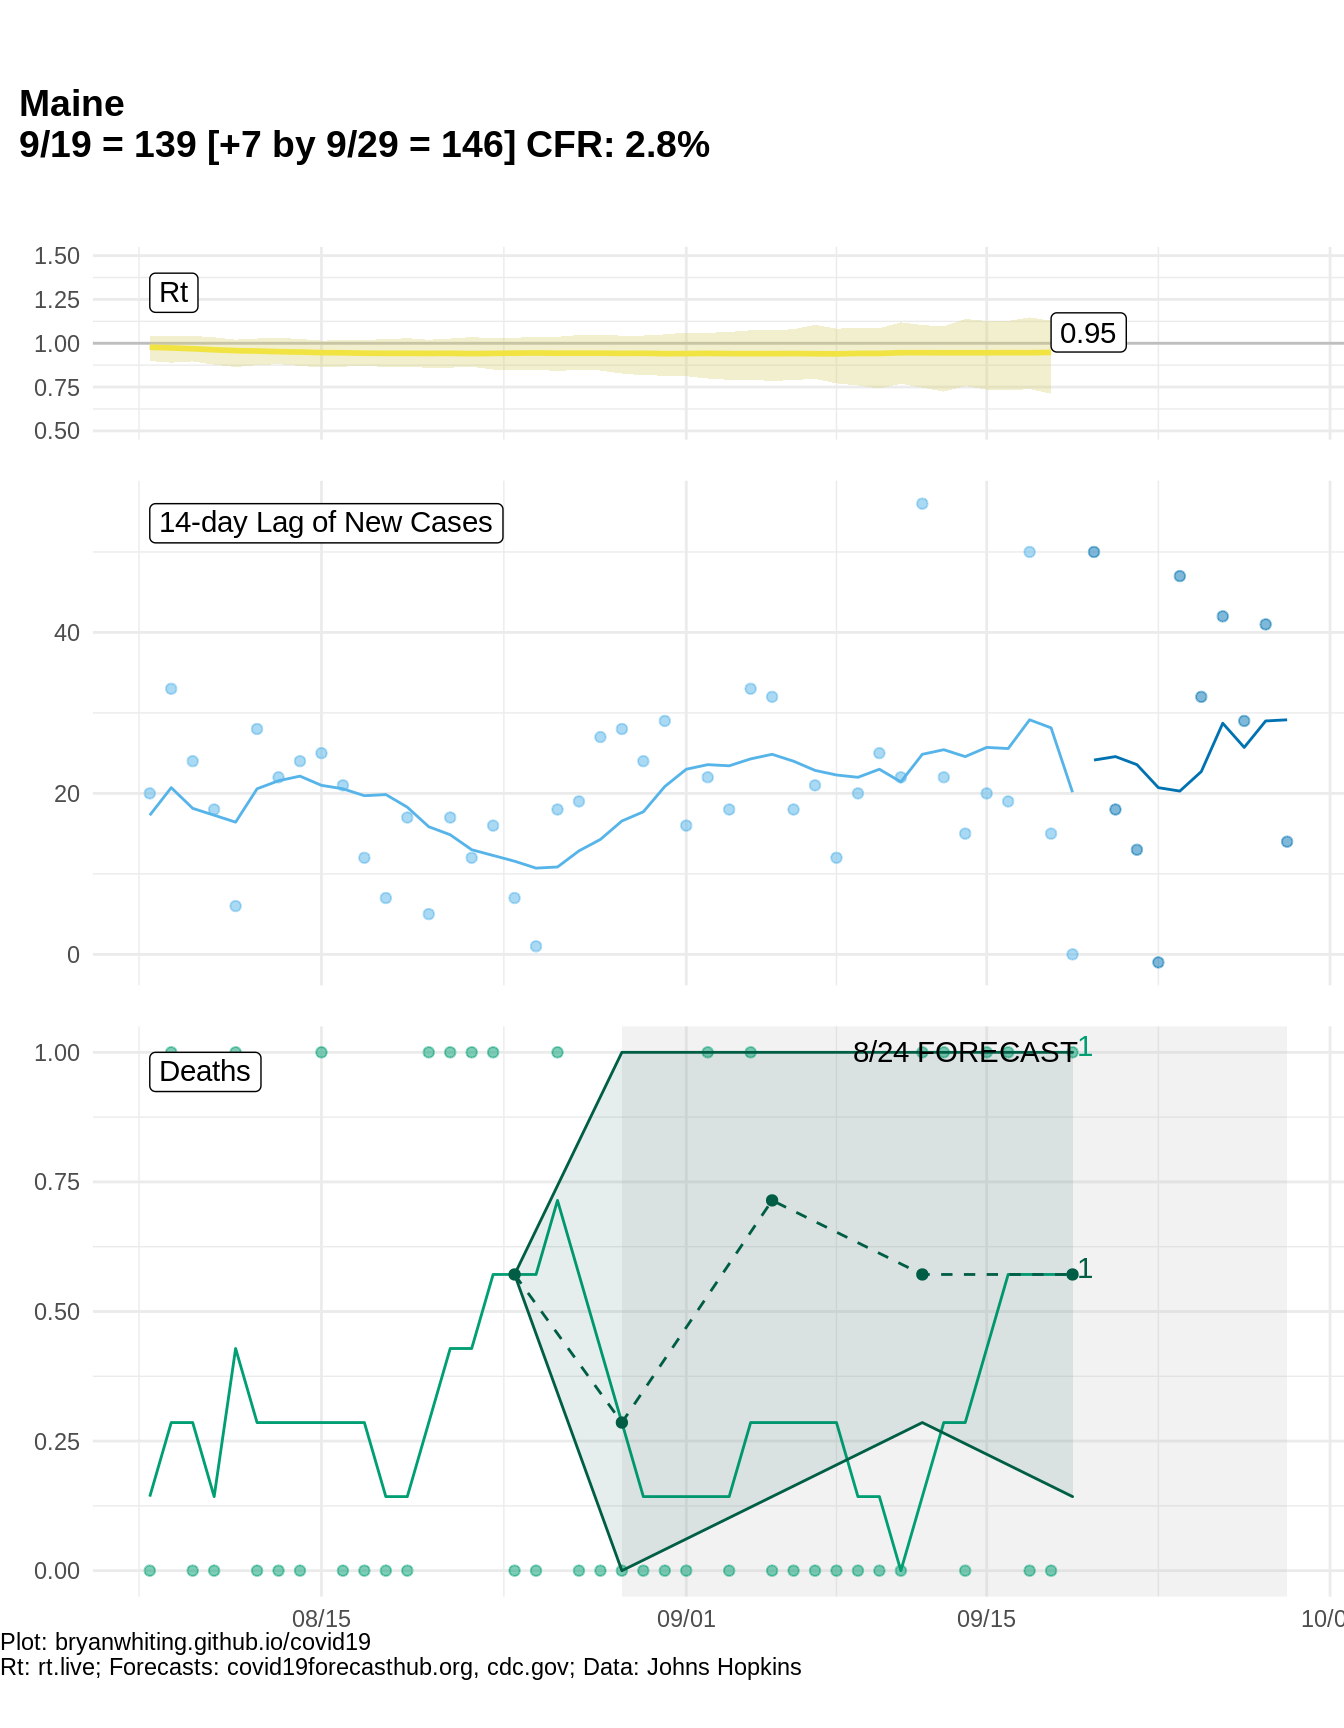 Maine
9/19 = 139 [+7 by 9/29 = 146] CFR: 2.8%
1.50
1.25
1.00
0.75
0.50
Rt
0.95
14-day Lag of New Cases
40
20
0
1.00
0.75
0.50
0.25
0.00
Deaths
8/24 FORECAST
1
1
08/15
09/01
09/15
10/0
Plot: bryanwhiting.github.io/covid19
Rt: rt.live; Forecasts: covid19forecasthub.org, cdc.gov; Data: Johns Hopkins